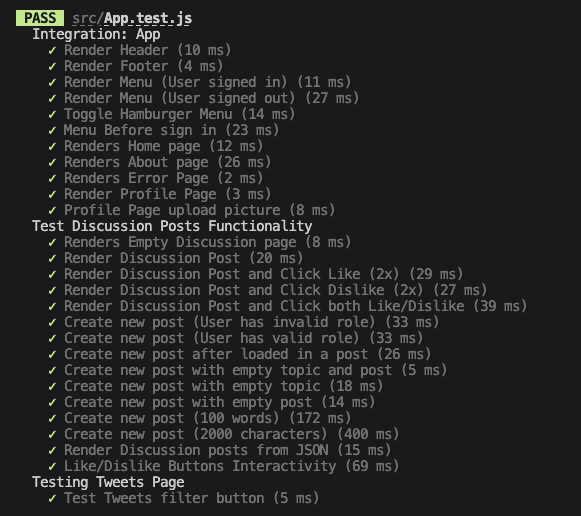 PASS src/App.test.js
Integration: App
✓ Render Header (10 ms)
✓ Render Footer (4 ms)
✓ Render Menu (User signed in) (11 ms)
✓ Render Menu (User signed out) (27 ms)
✓ Toggle Hamburger Menu (14 ms)
✓ Menu Before sign in (23 ms)
✓ Renders Home page (12 ms)
✓ Renders About page (26 ms)
✓ Renders Error Page (2 ms)
✓ Render Profile Page (3 ms)
✓ Profile Page upload picture (8 ms)
Test Discussion Posts Functionality
✓ Renders Empty Discussion page (8 ms)
✓ Render Discussion Post (20 ms)
✓ Render Discussion Post and Click Like (2x) (29 ms)
✓ Render Discussion Post and Click Dislike (2x) (27 ms)
✓ Render Discussion Post and Click both Like/Dislike (39 ms)
✓ Create new post (User has invalid role) (33 ms)
✓ Create new post (User has valid role) (33 ms)
✓ Create new post after loaded in a post (26 ms)
✓ Create new post with empty topic and post (5 ms)
✓ Create new post with empty topic (18 ms)
✓ Create new post with empty post (14 ms)
✓ Create new post (100 words) (172 ms)
✓ Create new post (2000 characters) (400 ms)
✓ Render Discussion posts from JSON (15 ms)
✓ Like/Dislike Buttons Interactivity (69 ms)
Testing Tweets Page
✓ Test Tweets filter button (5 ms)